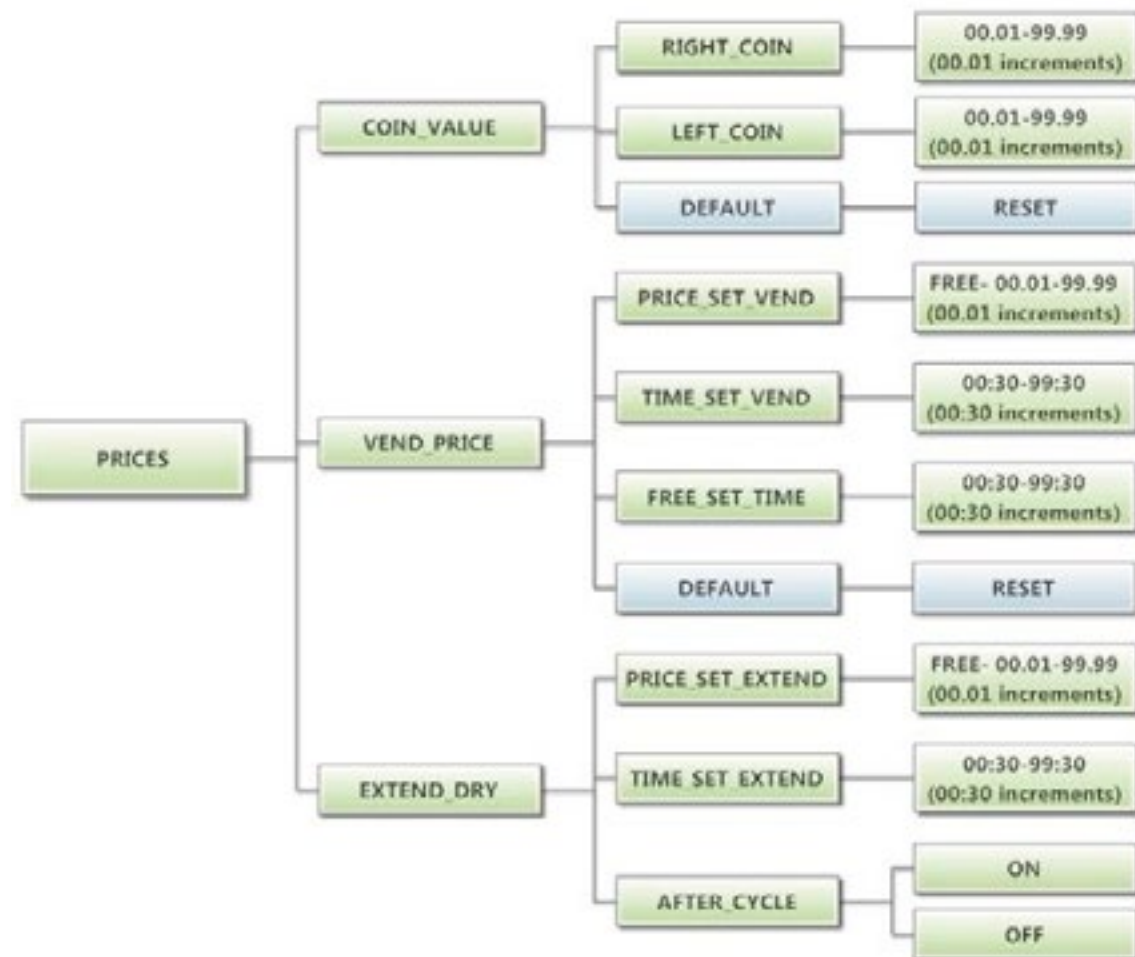 PRICES
COIN_VALUE
RIGHT_COIN
00.01-99.99
(00.01 increments)
LEFT_COIN
00.01-99.99
(00.01 increments)
DEFAULT
RESET
VEND_PRICE
PRICE_SET_VEND
FREE- 00.01-99.99
(00.01 increments)
TIME_SET_VEND
00:30-99:30
(00:30 increments)
FREE_SET_TIME
00:30-99:30
(00:30 increments)
DEFAULT
RESET
EXTEND_DRY
PRICE_SET_EXTEND
FREE- 00.01-99.99
(00.01 increments)
TIME SET EXTEND
00:30-99:30
(00:30 increments)
AFTER_CYCLE
ON
OFF